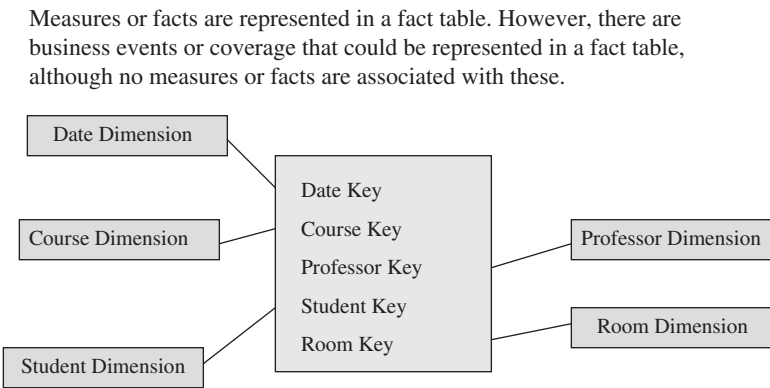 Measures or facts are represented in a fact table. However, there are
business events or coverage that could be represented in a fact table,
although no measures or facts are associated with these.
Date Dimension
Course Dimension
Student Dimension
Date Key
Course Key
Professor Key
Student Key
Room Key
Professor Dimension
Room Dimension